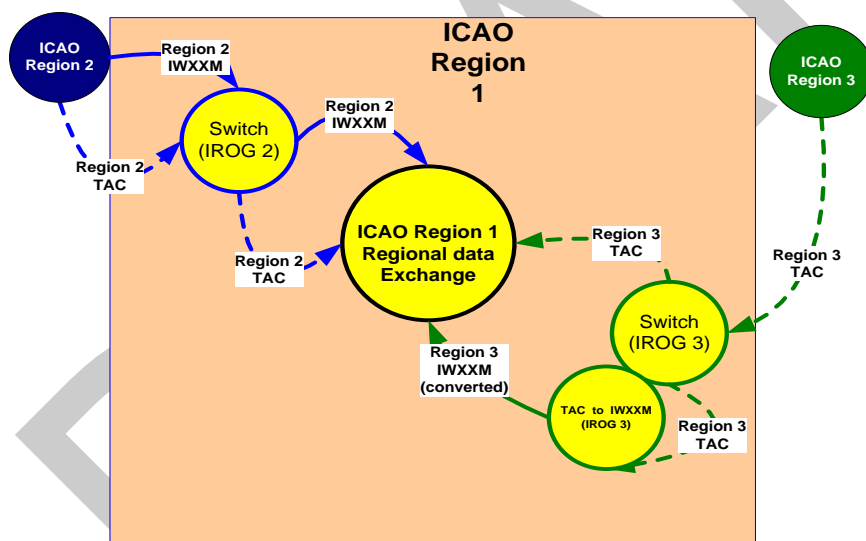 ICAO
Region
1
ICAO
Region 2
Region 2
IWXXM
ICAO
Region 3
Switch
(IROG 2)
Region 2
IWXXM
Region 2
TAC
ICAO Region 1
Regional data
Exchange
Region 2
TAC
Region 3
TAC
Region 3
TAC
Switch
(IROG 3)
Region 3
IWXXM
(converted)
TAC to IWXXM
(IROG 3)
Region 3
TAC